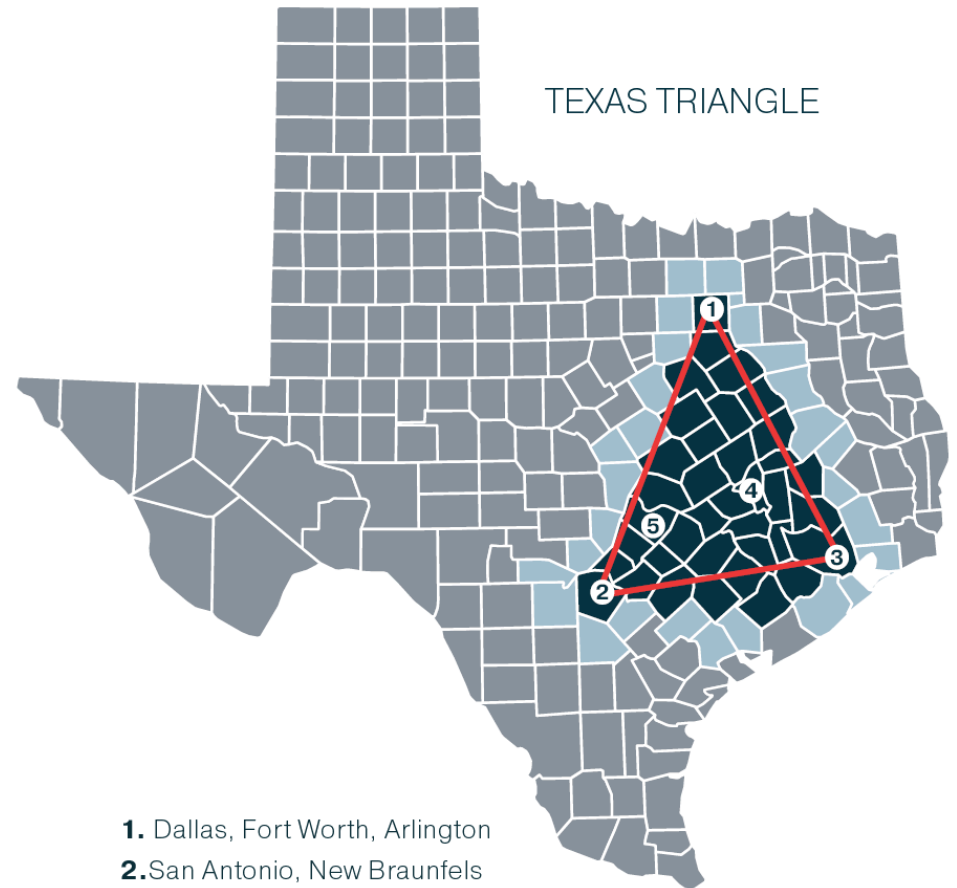 TEXAS TRIANGLE
1
4
5
3
2
1. Dallas, Fort Worth, Arlington
2.San Antonio, New Braunfels